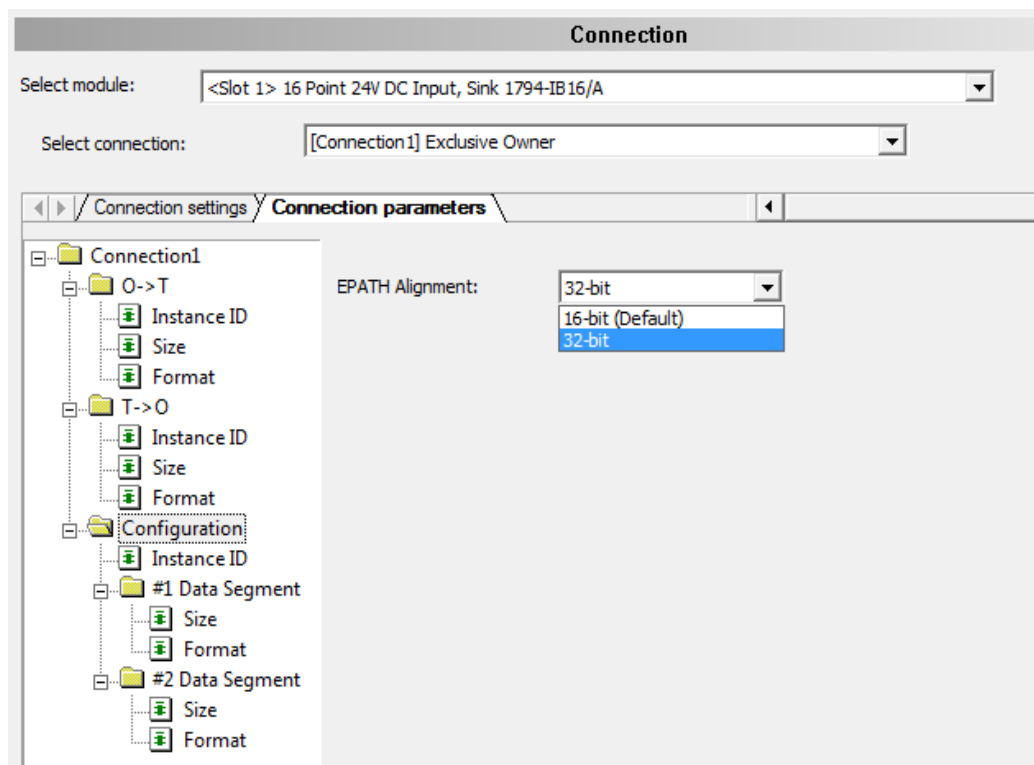 Connection
Select module: <Slot 1> 16 Point 24V DC Input, Sink 1794-IB16/A
Select connection: [Connection1] Exclusive Owner
Connection settings Connection parameters
Connection1
O->T
Instance ID
Size
Format
T->O
Instance ID
Size
Format
Configuration
Instance ID
#1 Data Segment
Size
Format
#2 Data Segment
Size
Format
EPATH Alignment: 32-bit
16-bit (Default)
32-bit